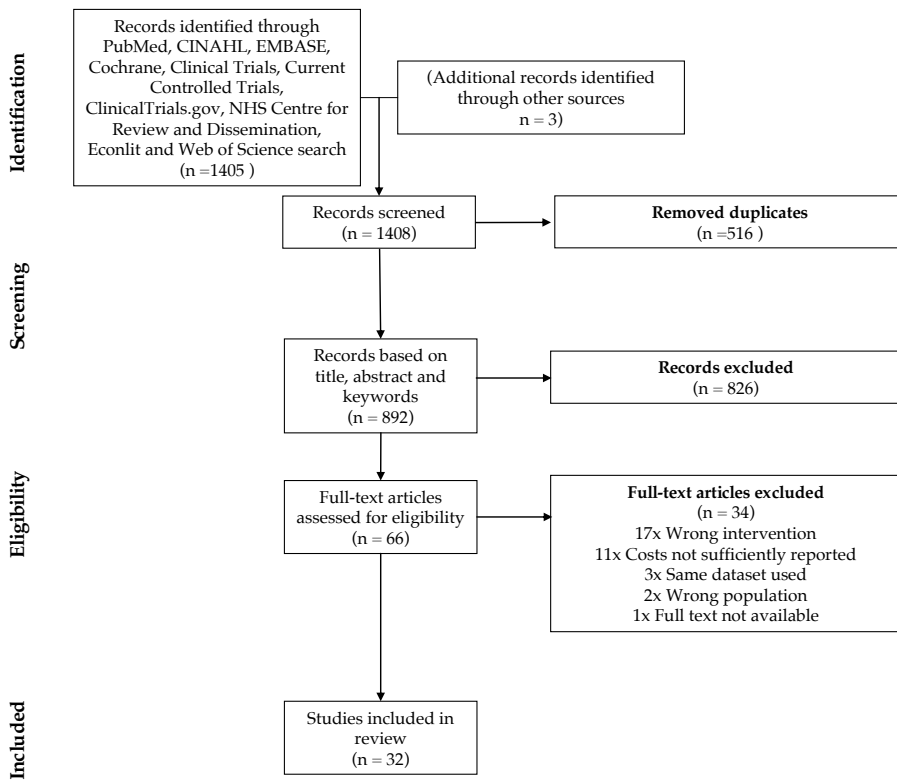 Identification
Records identified through
PubMed, CINAHL, EMBASE,
Cochrane, Clinical Trials, Current
Controlled Trials,
ClinicalTrials.gov, NHS Centre for
Review and Dissemination,
Econlit and Web of Science search
(n =1405 )
(Additional records identified
through other sources
n = 3)
Records screened
(n = 1408)
Removed duplicates
(n =516 )
Screening
Records based on
title, abstract and
keywords
(n = 892)
Records excluded
n = 826)
Eligibility
Full-text articles
assessed for eligibility
(n = 66)
Full-text articles excluded
(n = 34)
17x Wrong intervention
11x Costs not sufficiently reported
3x Same dataset used
2x Wrong population
1x Full text not available
Included
Studies included in
review
(n = 32)